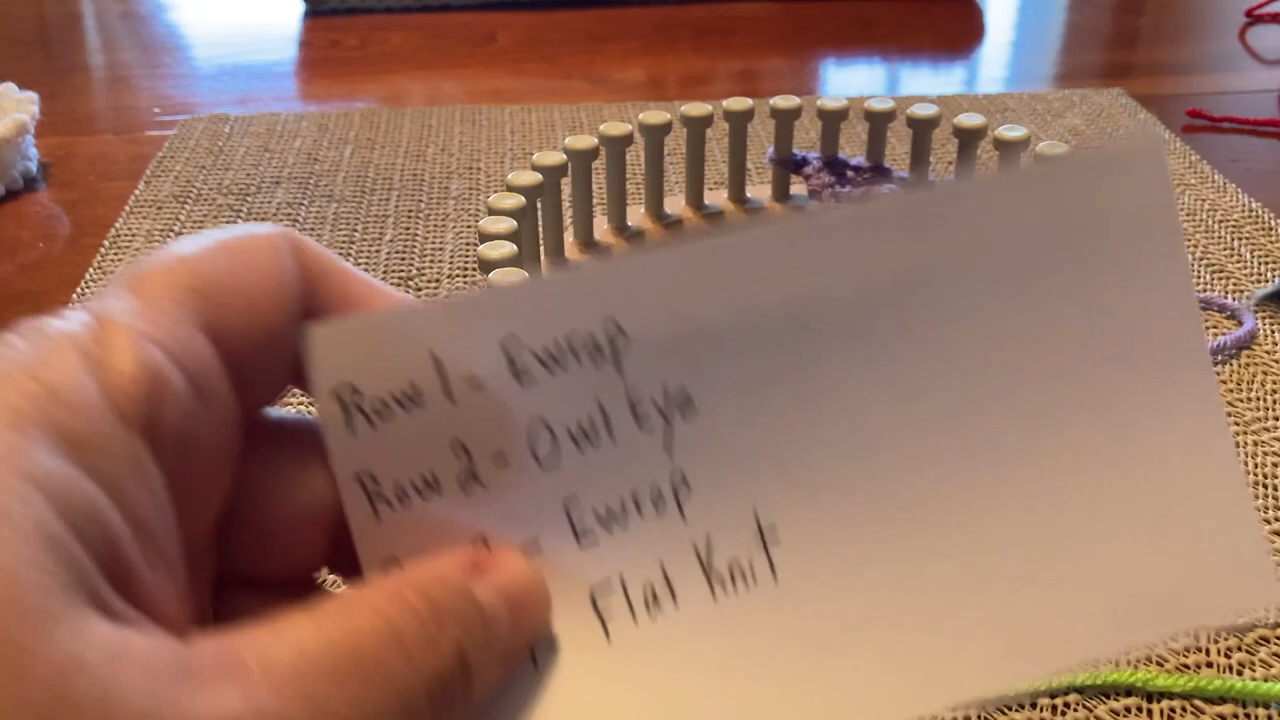 Row 1= Ewrap
Row 2= Owl Eye
= Ewrap
Flat Knit